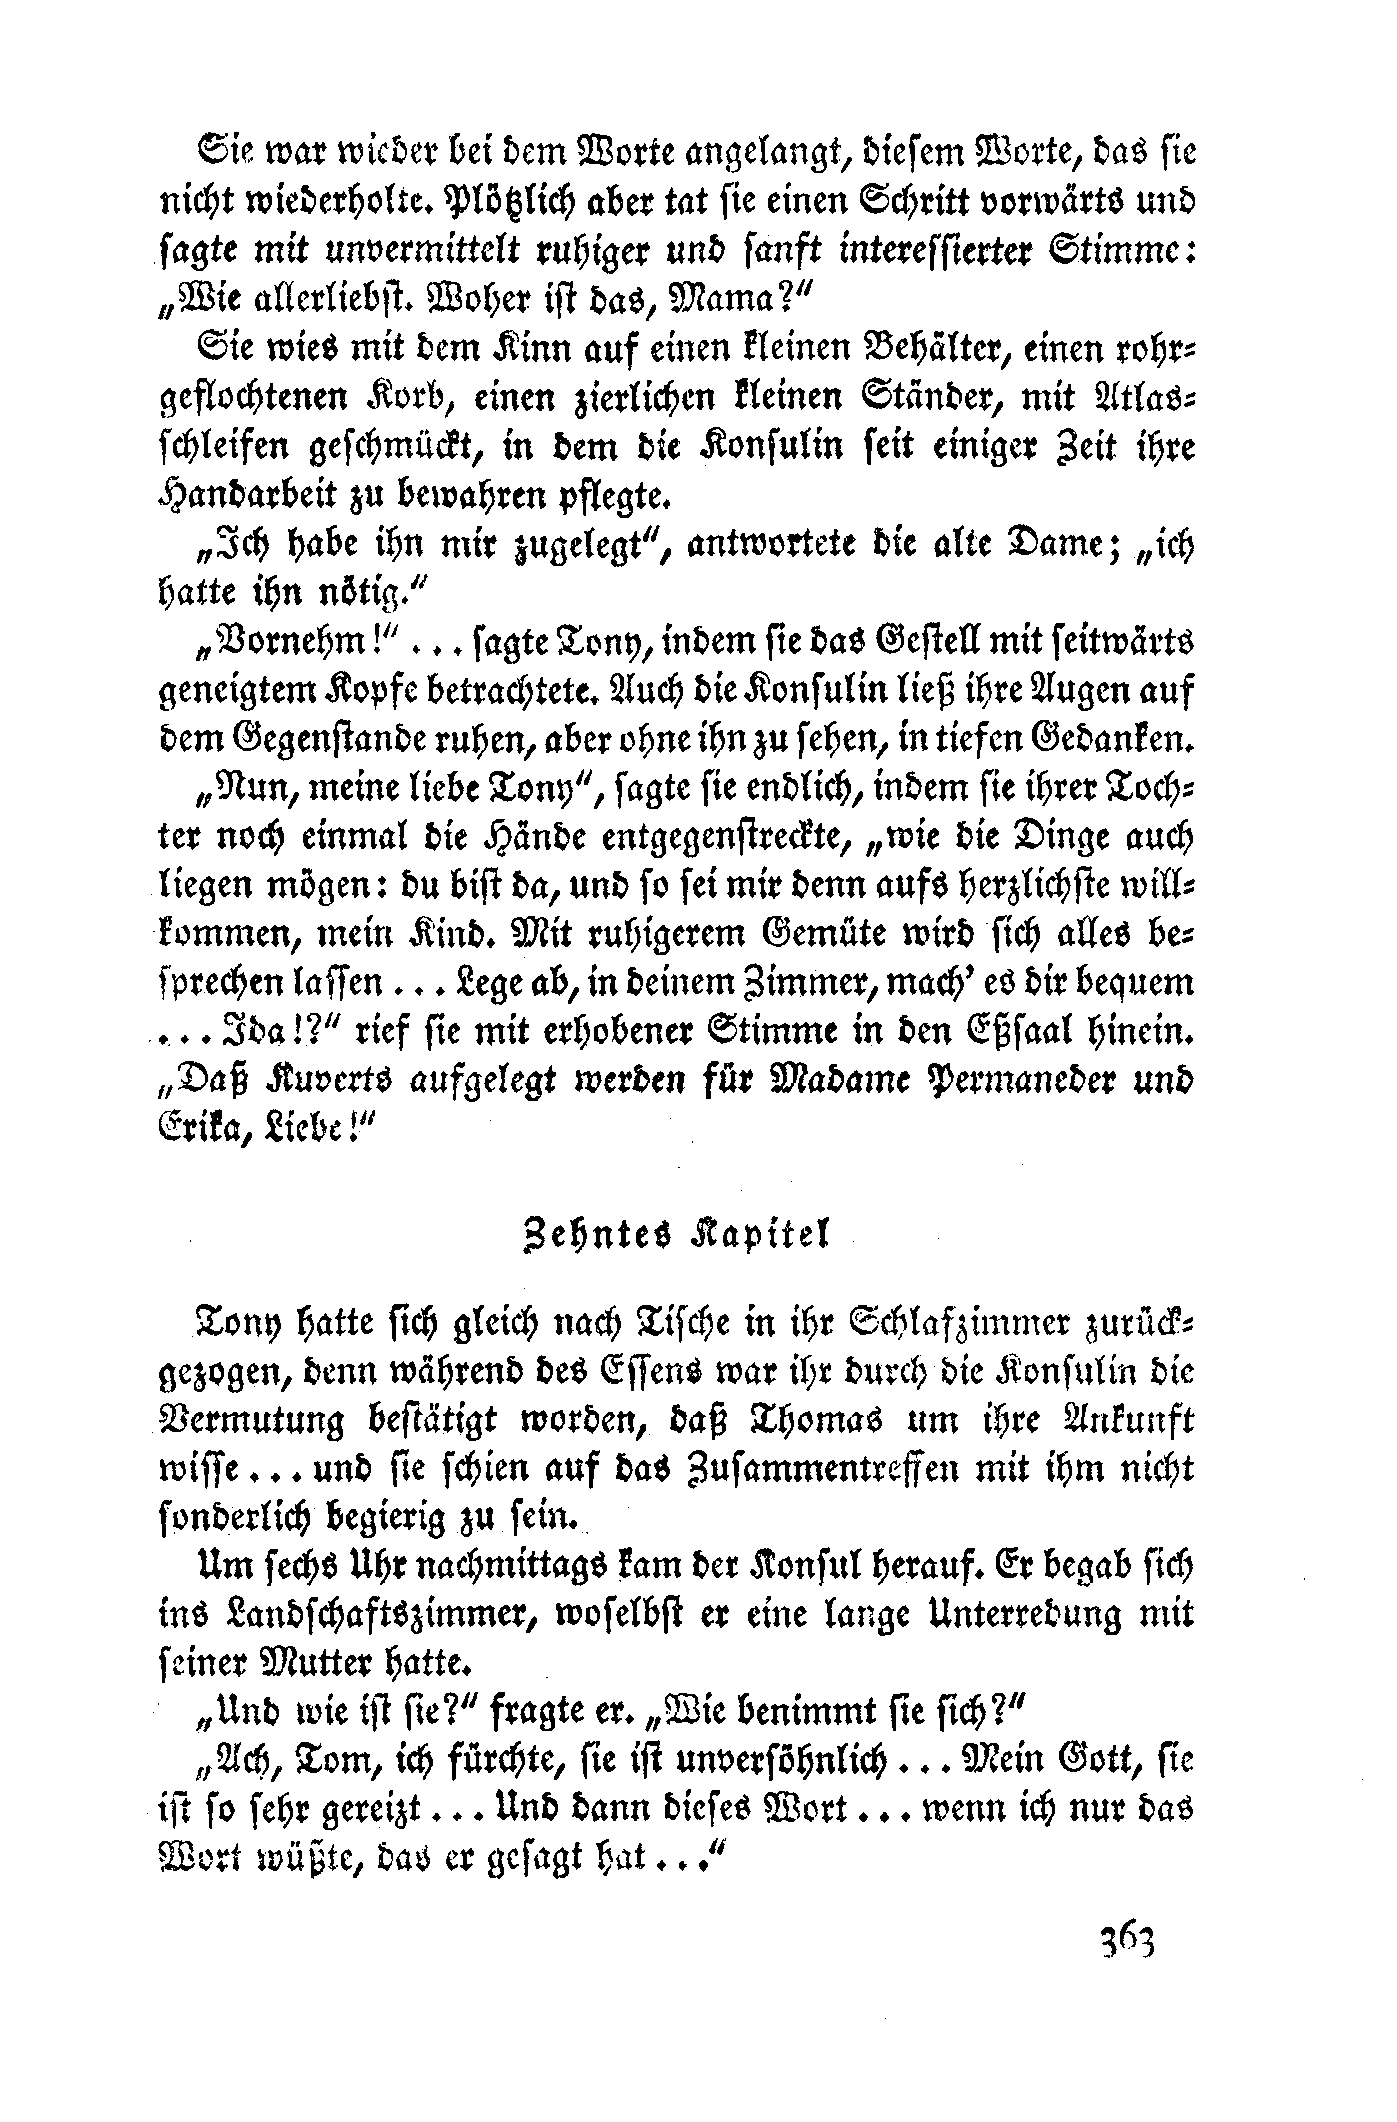 Sie war wieder bei dem Worte angelangt, diesem Worte, das sie
nicht wiederholte. Plötzlich aber tat sie einen Schritt vorwärts und
sagte mit unvermittelt ruhiger und sanft interessierter Stimme:
„Wie allerliebst. Woher ist das, Mama?“
Sie wies mit dem Kinn auf einen kleinen Behälter, einen rohr-
geflochtenen Korb, einen zierlichen kleinen Ständer, mit Atlas-
schleifen geschmückt, in dem die Konsulin seit einiger Zeit ihre
Handarbeit zu bewahren pflegte.
„Ich habe ihn mir zugelegt“, antwortete die alte Dame; „ich
hatte ihn nötig.“
„Vornehm!“ ... sagte Tony, indem sie das Gestell mit seitwärts
geneigtem Kopfe betrachtete. Auch die Konsulin ließ ihre Augen auf
dem Gegenstande ruhen, aber ohne ihn zu sehen, in tiefen Gedanken.
„Nun, meine liebe Tony“, sagte sie endlich, indem sie ihrer Toch-
ter noch einmal die Hände entgegenstreckte, „wie die Dinge auch
liegen mögen: du bist da, und so sei mir denn aufs herzlichste will-
kommen, mein Kind. Mit ruhigerem Gemüte wird sich alles be-
sprechen lassen ... Lege ab, in deinem Zimmer, mach’ es dir bequem
... Ida!?“ rief sie mit erhobener Stimme in den Eßsaal hinein.
„Daß Kuverts aufgelegt werden für Madame Permaneder und
Erika, Liebe!“
Zehntes Kapitel
Tony hatte sich gleich nach Tische in ihr Schlafzimmer zurück-
gezogen, denn während des Essens war ihr durch die Konsulin die
Vermutung bestätigt worden, daß Thomas um ihre Ankunft
wisse ... und sie schien auf das Zusammentreffen mit ihm nicht
sonderlich begierig zu sein.
Um sechs Uhr nachmittags kam der Konsul herauf. Er begab sich
ins Landschaftszimmer, woselbst er eine lange Unterredung mit
seiner Mutter hatte.
„Und wie ist sie?“ fragte er. „Wie benimmt sie sich?“
„Ach, Tom, ich fürchte, sie ist unversöhnlich ... Mein Gott, sie
ist so sehr gereizt ... Und dann dieses Wort ... wenn ich nur das
Wort wüßte, das er gesagt hat ...“
363